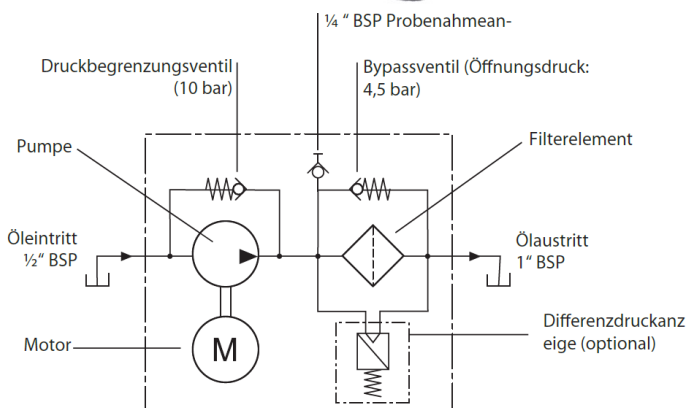 ¼ “ BSP Probenahmean-
Druckbegrenzungsventil
(10 bar)
Bypassventil (Öffnungsdruck:
4,5 bar)
Pumpe
Filterelement
Öleintritt
½“ BSP
Ölaustritt
1“ BSP
Motor
M
Differenzdruckanz
eige (optional)